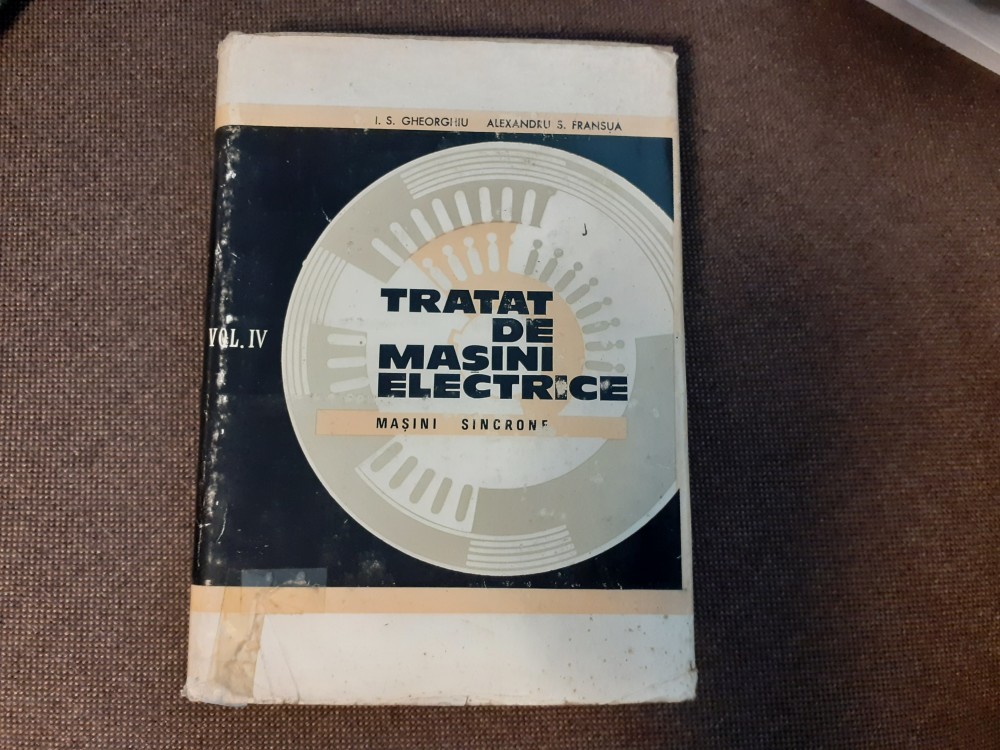 I. S. GHEORGHIU ALEXANDRU S. FRANSUA
TRATAT
DE
MAȘINI
ELECTRICE
VOL. IV
MAȘINI SINCRONE